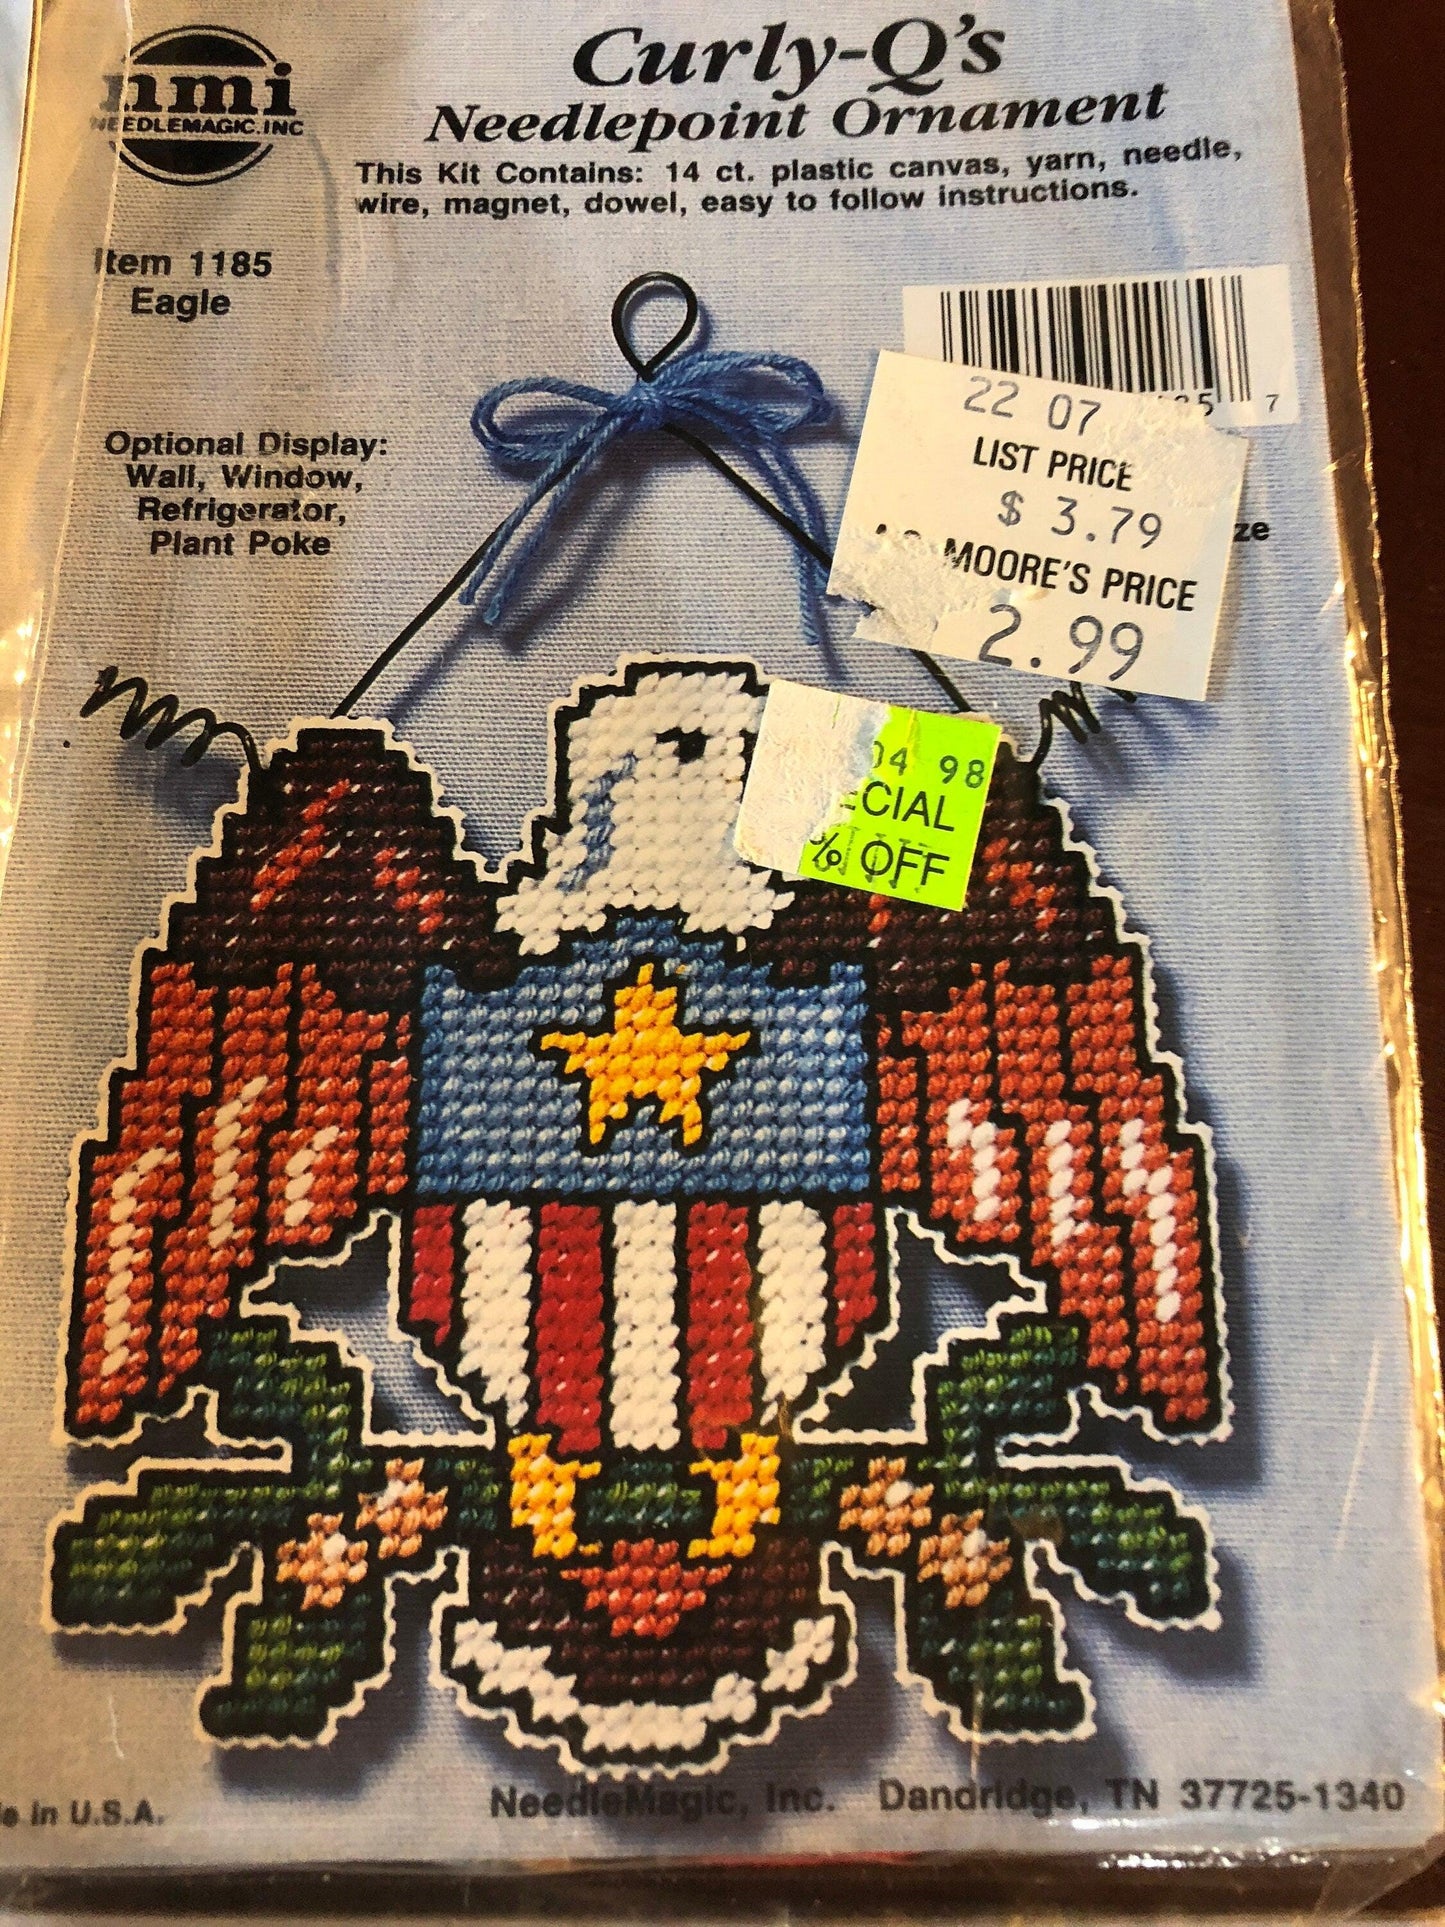 nmi
NEEDLEMAGIC.INC
Curly-Q's
Needlepoint Ornament
This Kit Contains: 14 ct. plastic canvas, yarn, needle,
wire, magnet, dowel, easy to follow instructions.
Item 1185
Eagle
Optional Display:
Wall, Window,
Refrigerator,
Plant Poke
7
22 07
LIST PRICE
$ 3.79
MOORE'S PRICE
2.99
04 98
% OFF
NeedleMagic, Inc. Dandridge, TN 37725-1340
in U.S.A.